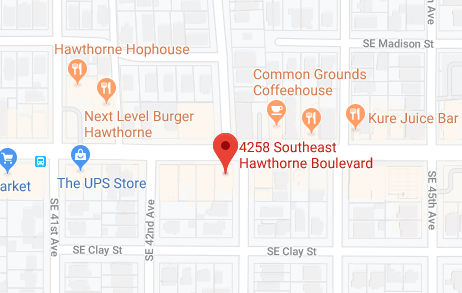 SE Madison St
Hawthorne Hophouse
Common Grounds
Coffeehouse
Next Level Burger
Hawthorne
Kure Juice Bar
4258 Southeast
Hawthorne Boulevard
arket
The UPS Store
SE 41st Ave
SE 42nd Ave
SE 45th Ave
SE Clay St
SE Clay St